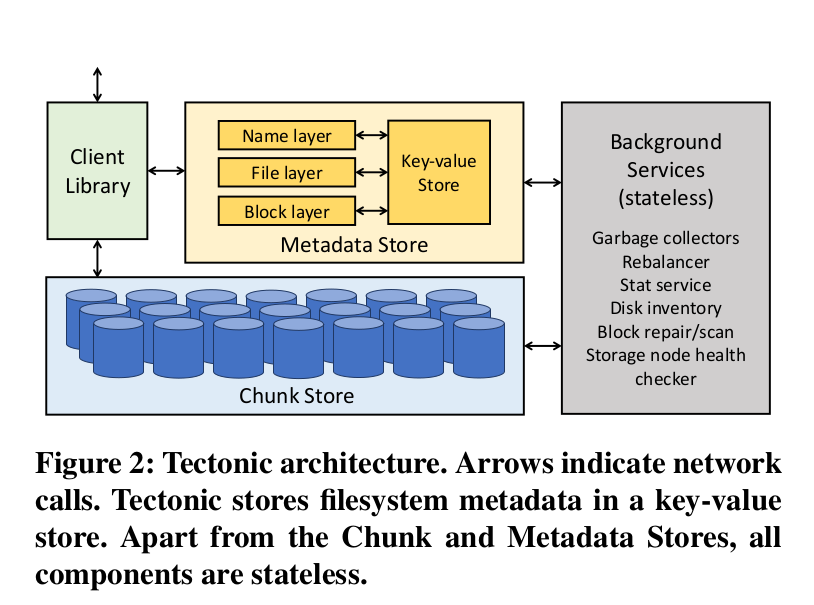 Client
Library
Name layer
File layer
Block layer
Key-value
Store
Metadata Store
Chunk Store
Background
Services
(stateless)
Garbage collectors
Rebalancer
Stat service
Disk inventory
Block repair/scan
Storage node health
checker
Figure 2: Tectonic architecture. Arrows indicate network
calls. Tectonic stores filesystem metadata in a key-value
store. Apart from the Chunk and Metadata Stores, all
components are stateless.